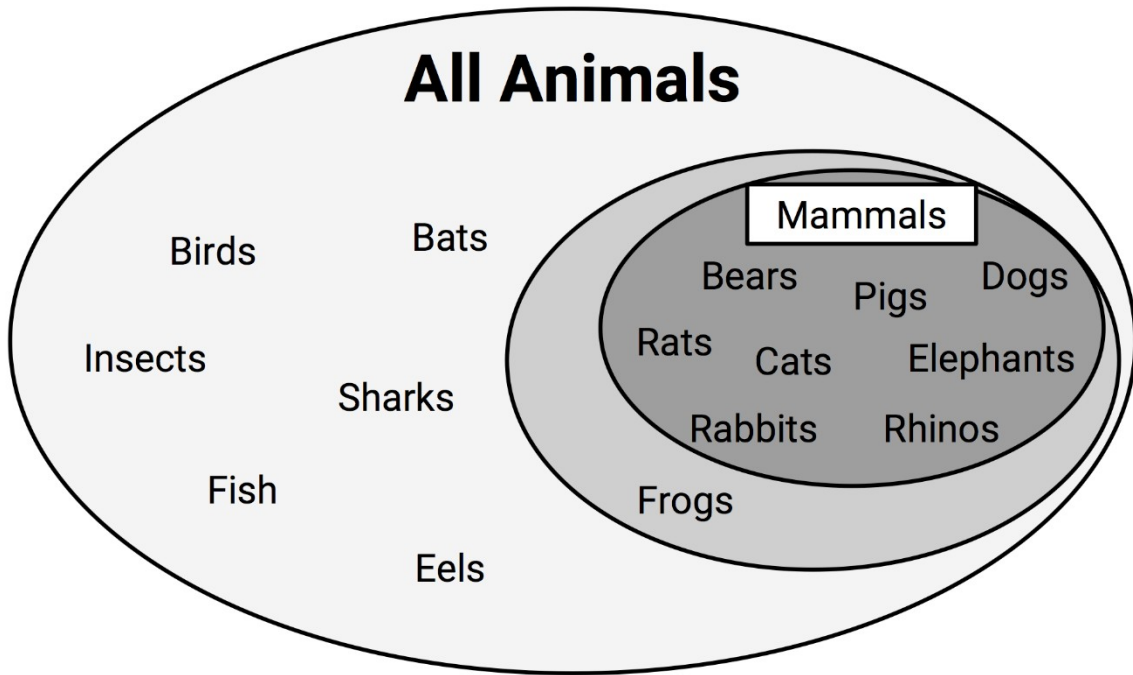 All Animals
Mammals
Birds
Bats
Bears
Pigs
Dogs
Insects
Sharks
Rats
Cats
Elephants
Rabbits
Rhinos
Fish
Frogs
Eels